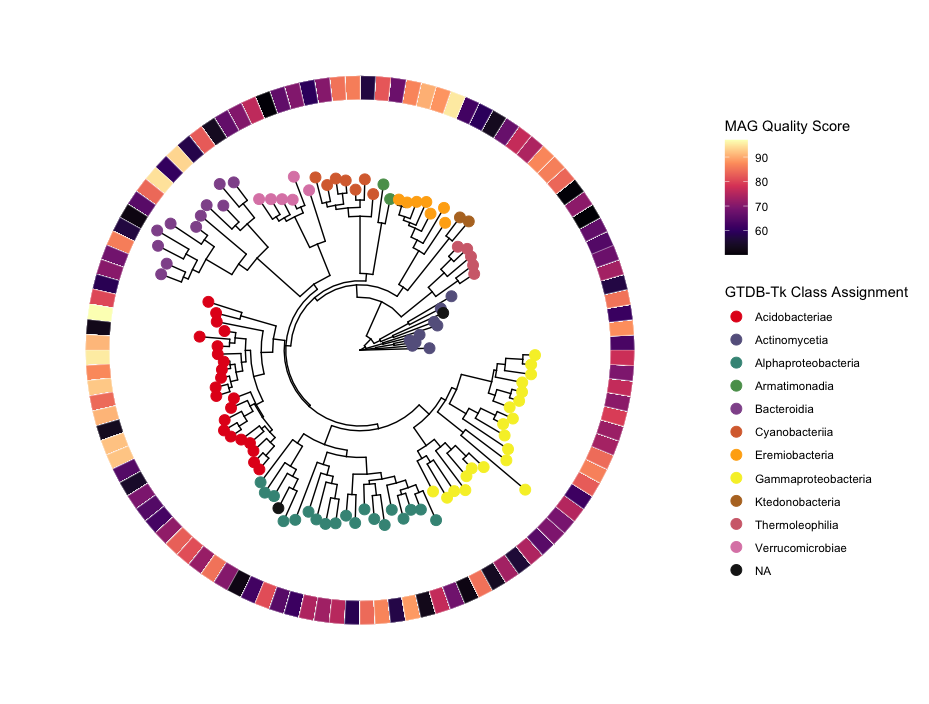 MAG Quality Score
90
80
70
60
GTDB-Tk Class Assignment
Acidobacteriae
Actinomycetia
Alphaproteobacteria
Armatimonadia
Bacteroidia
Cyanobacteriia
Eremiobacteria
Gammaproteobacteria
Ktedonobacteria
Thermoleophilia
Verrucomicrobiae
NA